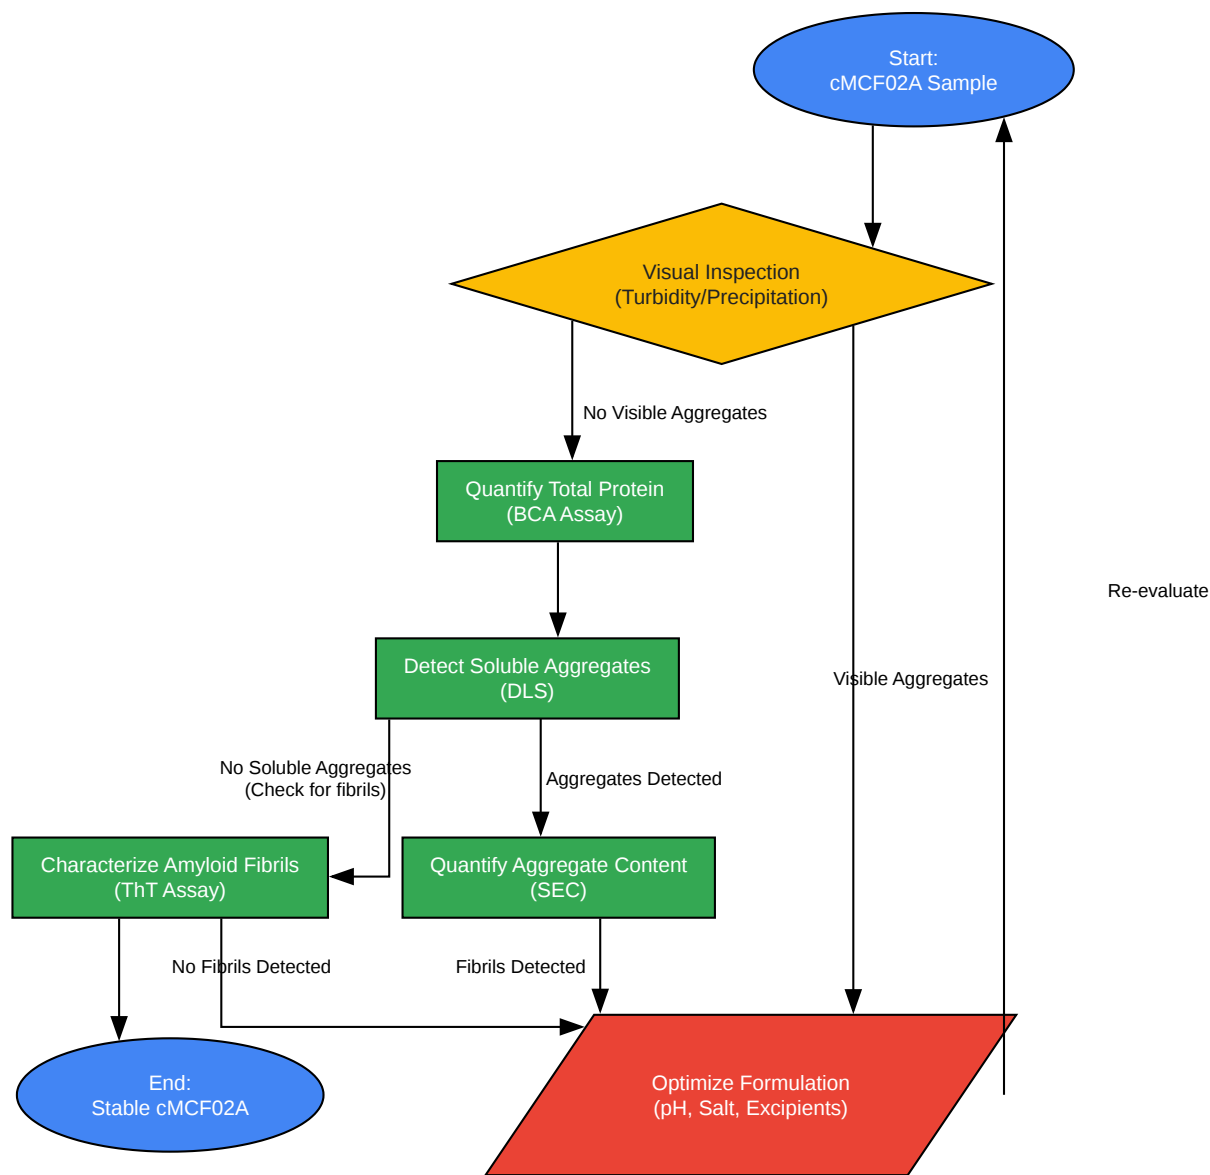 Start:
cMCF02A Sample
Visual Inspection
(Turbidity/Precipitation)
No Visible Aggregates
Quantify Total Protein
(BCA Assay)
Re-evaluate
Detect Soluble Aggregates
(DLS)
Visible Aggregates
No Soluble Aggregates
(Check for fibrils)
Aggregates Detected
Characterize Amyloid Fibrils
(ThT Assay)
Quantify Aggregate Content
(SEC)
No Fibrils Detected
Fibrils Detected
End:
Stable cMCF02A
Optimize Formulation
(pH, Salt, Excipients)